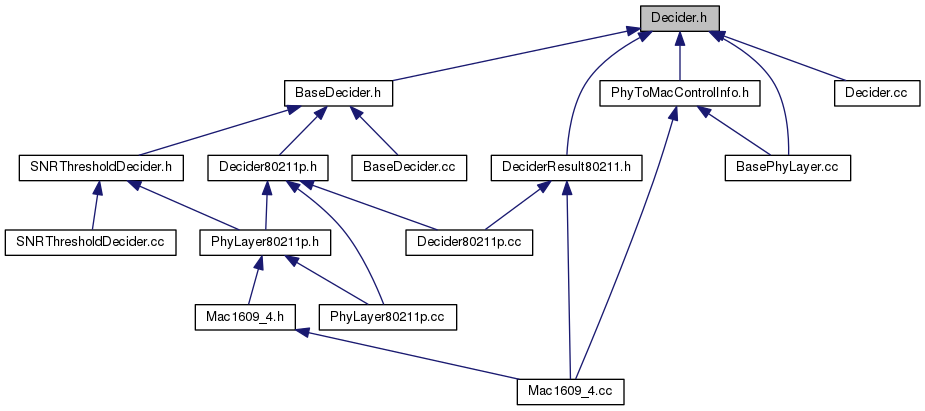 Decider.h
BaseDecider.h
PhyToMacControlInfo.h
Decider.cc
SNRThresholdDecider.h
Decider80211p.h
BaseDecider.cc
DeciderResult80211.h
BasePhyLayer.cc
SNRThresholdDecider.cc
PhyLayer80211p.h
Decider80211p.cc
Mac1609_4.h
PhyLayer80211p.cc
Mac1609_4.cc